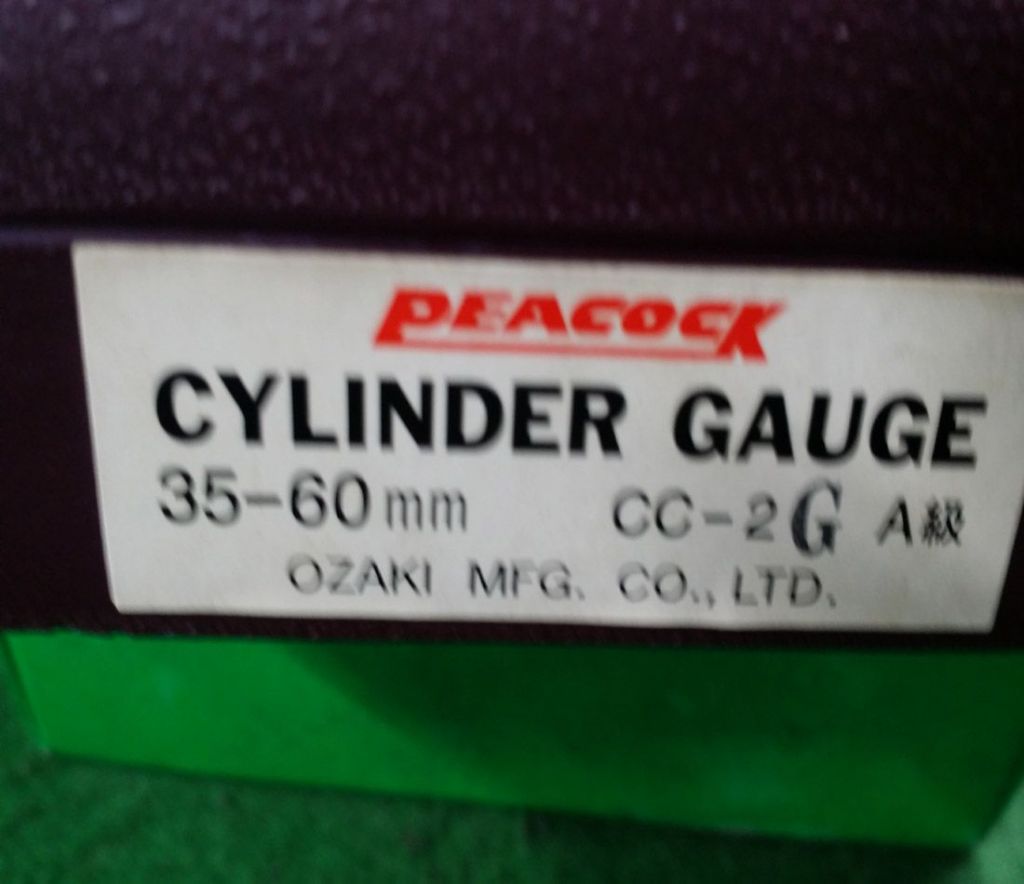 PEACOCK
CYLINDER GAUGE
35-60mm CC-2G A級
OZAKI MFG. CO., LTD.